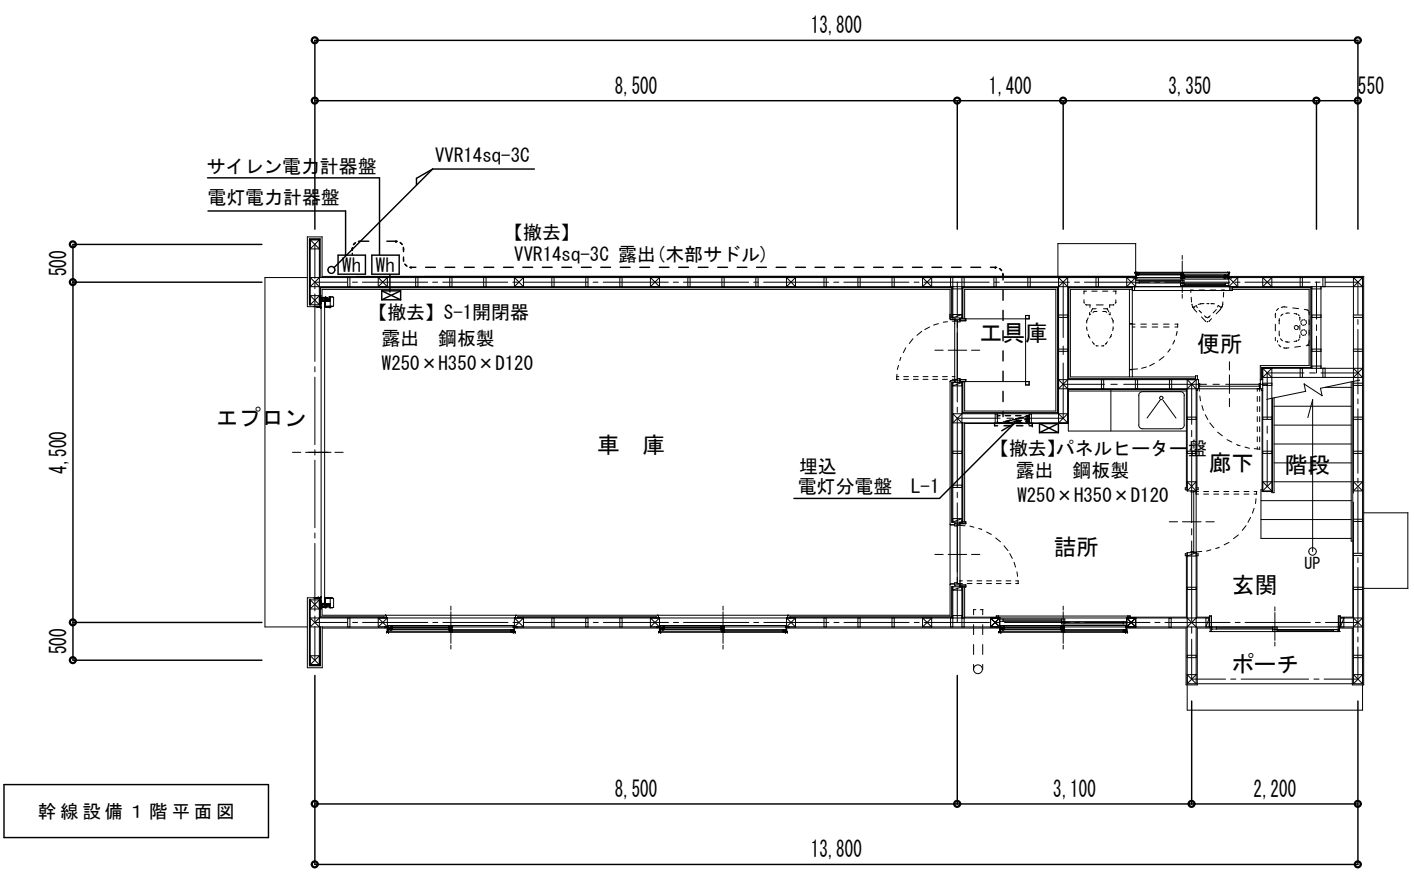 13,800
8,500
1,400
3,350
550
サイレン電力計器盤
VVR14sq-3C
電灯電力計器盤
【撤去】
VVR14sq-3C 露出(木部サドル)
500
Wh
Wh
【撤去】S-1開閉器
露出　鋼板製
W250×H350×D120
工具庫
便所
エプロン
4,500
車　庫
【撤去】パネルヒーター盤
露出　鋼板製
W250×H350×D120
埋込
電灯分電盤　L-1
廊下
階段
詰所
UP
玄関
500
ポーチ
8,500
3,100
2,200
幹線設備１階平面図
13,800